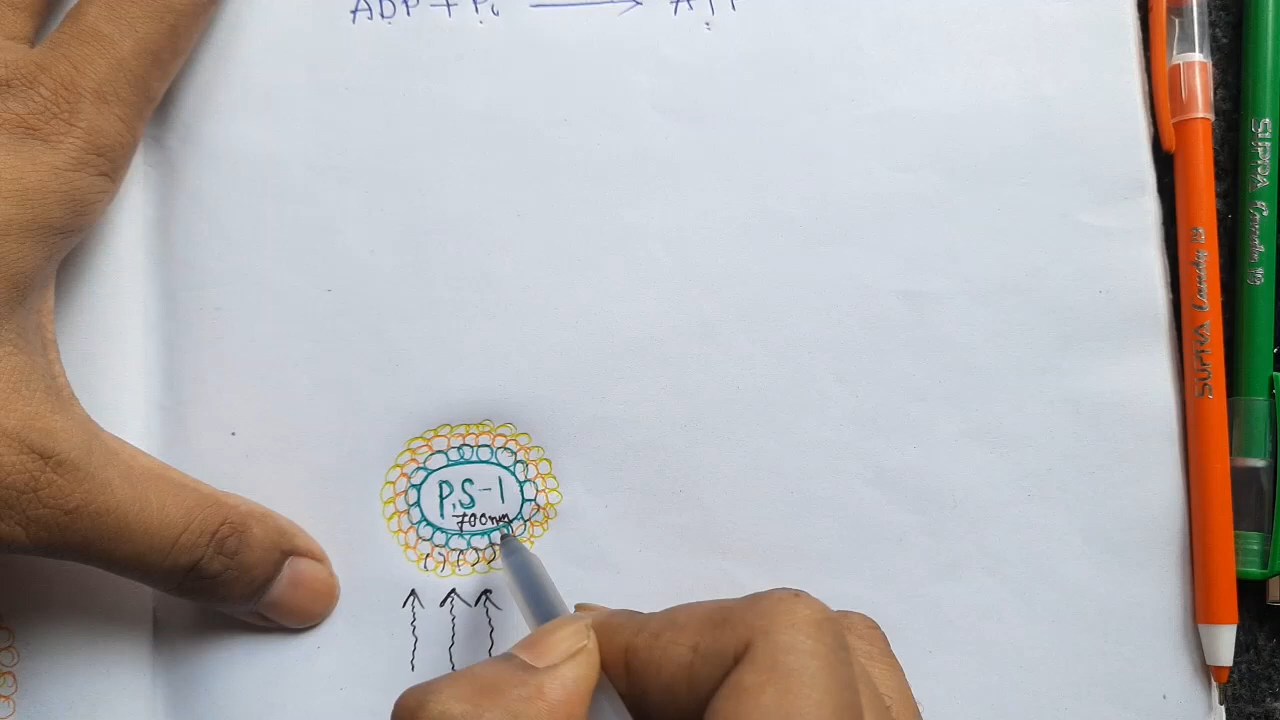 ADP + Pi ⟶ ATP
P.S-1
700nm
SUPRA
SUPRA